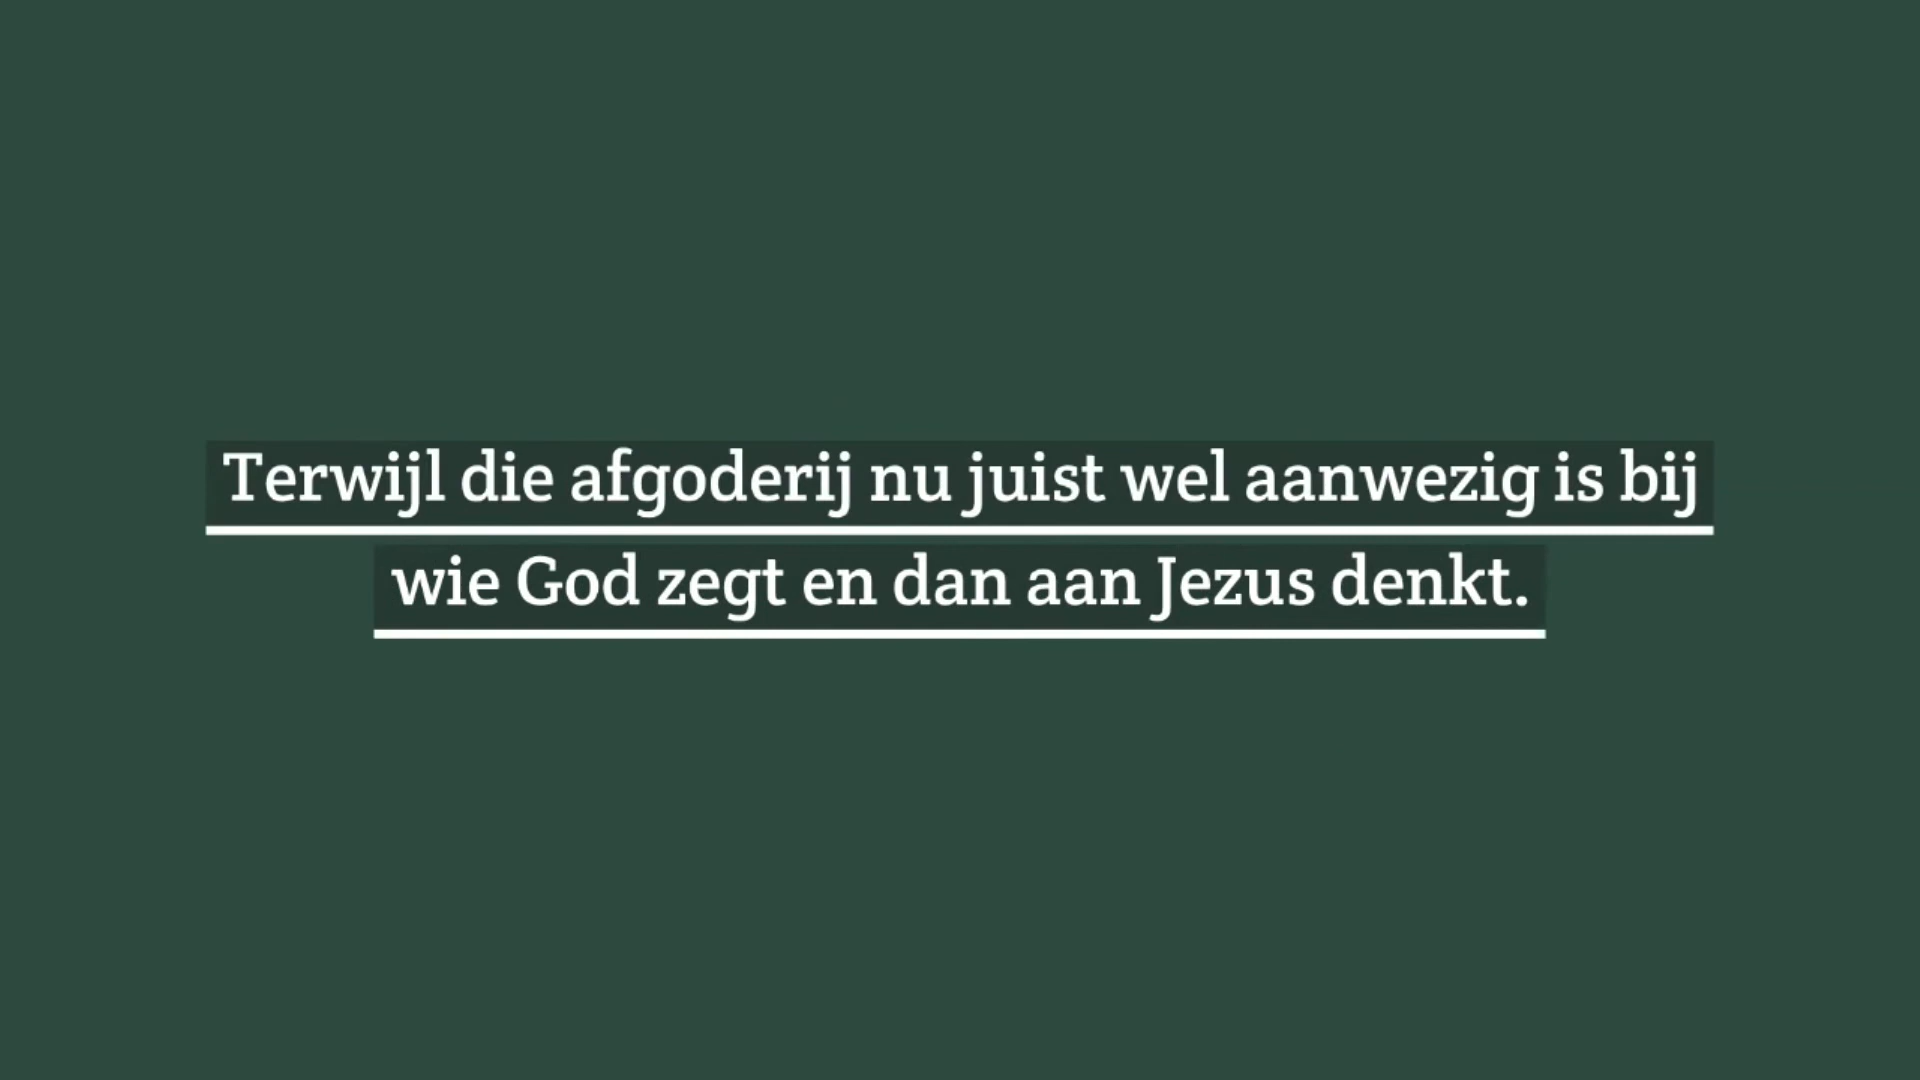 Terwijl die afgoderij nu juist wel aanwezig is bij
wie God zegt en dan aan Jezus denkt.